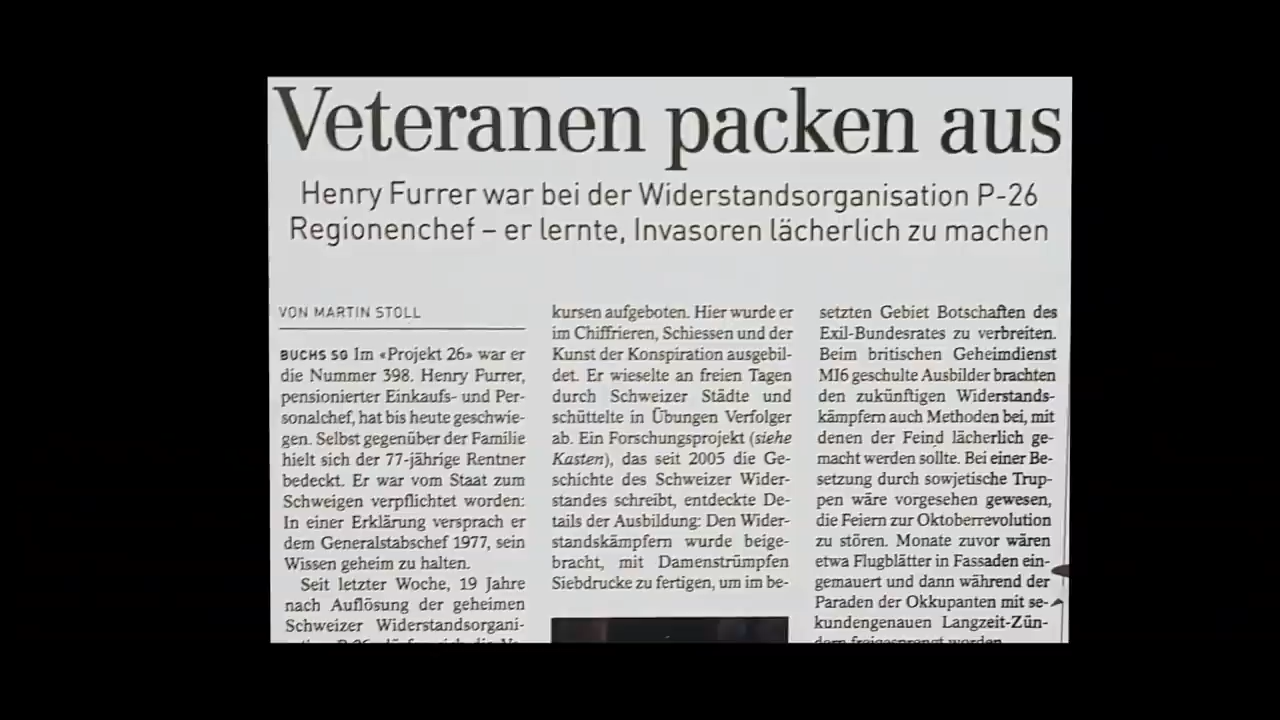 Veteranen packen aus
Henry Furrer war bei der Widerstandsorganisation P-26
Regionenchef – er lernte, Invasoren lächerlich zu machen
VON MARTIN STOLL
BUCHS SG Im «Projekt 26» war er
die Nummer 398. Henry Furrer,
pensionierter Einkaufs- und Per-
sonalchef, hat bis heute geschwie-
gen. Selbst gegenüber der Familie
hielt sich der 77-jährige Rentner
bedeckt. Er war vom Staat zum
Schweigen verpflichtet worden:
In einer Erklärung versprach er
dem Generalstabschef 1977, sein
Wissen geheim zu halten.
Seit letzter Woche, 19 Jahre
nach Auflösung der geheimen
Schweizer Widerstandsorgani-
kursen aufgeboten. Hier wurde er
im Chiffrieren, Schiessen und der
Kunst der Konspiration ausgebil-
det. Er wieselte an freien Tagen
durch Schweizer Städte und
schüttelte in Übungen Verfolger
ab. Ein Forschungsprojekt (siehe
Kasten), das seit 2005 die Ge-
schichte des Schweizer Wider-
standes schreibt, entdeckte De-
tails der Ausbildung: Den Wider-
standskämpfern wurde beige-
bracht, mit Damenstrümpfen
Siebdrucke zu fertigen, um im be-
setzten Gebiet Botschaften des
Exil-Bundesrates zu verbreiten.
Beim britischen Geheimdienst
MI6 geschulte Ausbilder brachten
den zukünftigen Widerstands-
kämpfern auch Methoden bei, mit
denen der Feind lächerlich ge-
macht werden sollte. Bei einer Be-
setzung durch sowjetische Trup-
pen wäre vorgesehen gewesen,
die Feiern zur Oktoberrevolution
zu stören. Monate zuvor wären
etwa Flugblätter in Fassaden ein-
gemauert und dann während der
Paraden der Okkupanten mit se-
kundengenauen Langzeit-Zün-
dern freigesprengt worden.